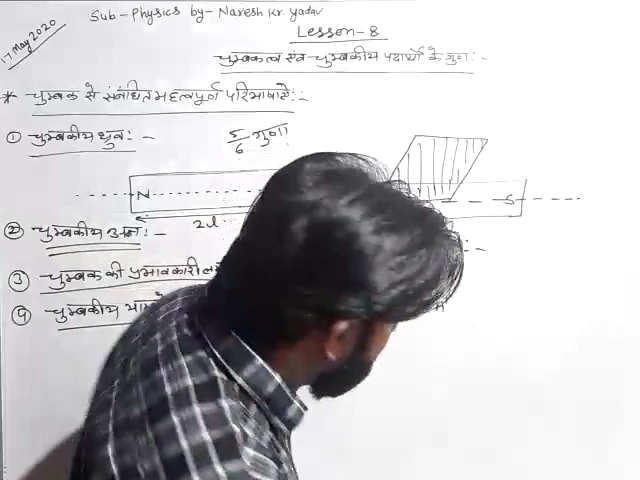 17 May 2020
Sub-Physics by- Naresh Kr. Yadav
Lesson-8
चुम्बकत्व एवं चुम्बकीय पदार्थो के गुण :-
* चुम्बक से संबंधित महत्वपूर्ण परिभाषाऐं :-
① चुम्बकीय ध्रुव : -
5/6 गुणा
N S
2l
② चुम्बकीय अक्ष : -
: -
③ चुम्बक की प्रभावकारी
④ चुम्बकीय